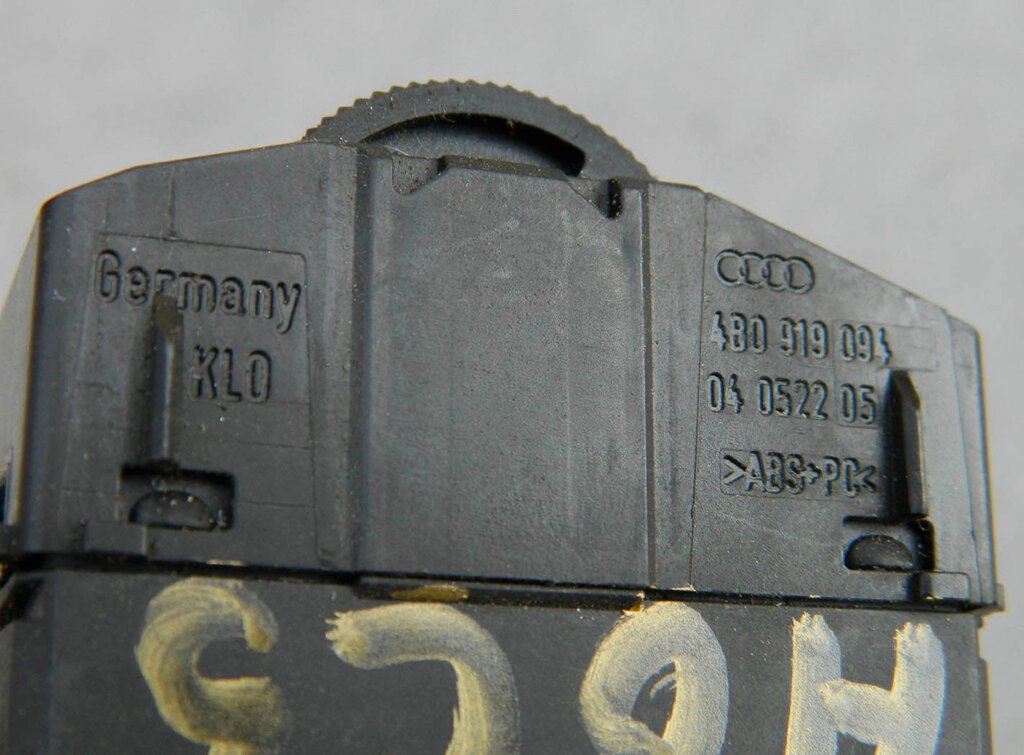 Germany
KLO
4B0 919 094
04 0522 05
>ABS+PC<